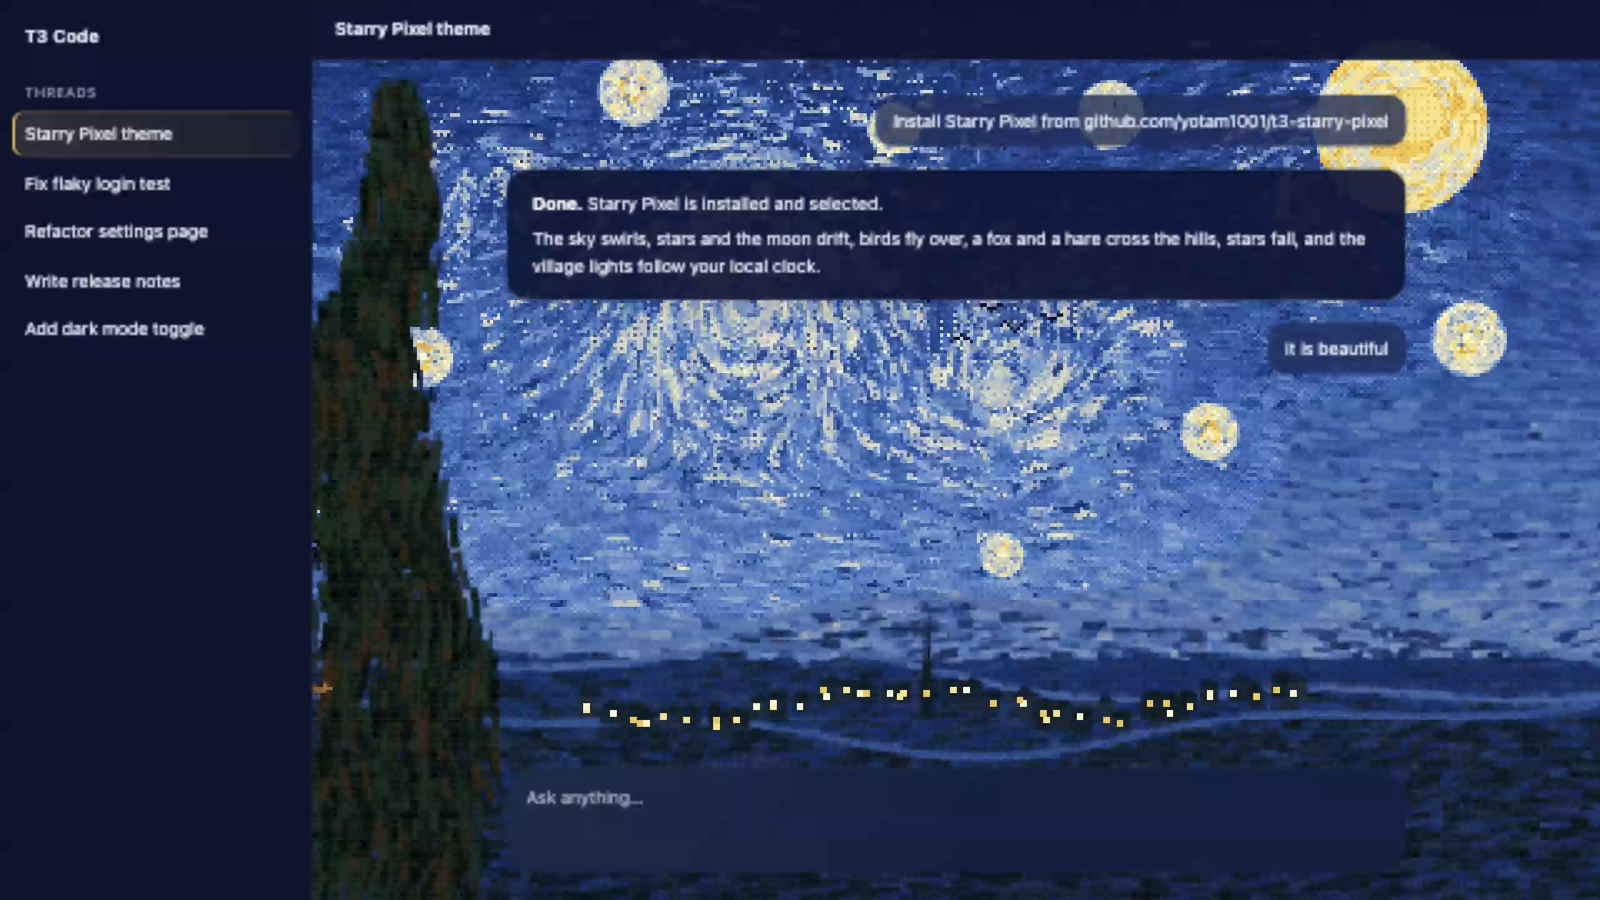 T3 Code
THREADS
Starry Pixel theme
Fix flaky login test
Refactor settings page
Write release notes
Add dark mode toggle
Starry Pixel theme
Install Starry Pixel from github.com/yotam1001/t3-starry-pixel
Done. Starry Pixel is installed and selected.
The sky swirls, stars and the moon drift, birds fly over, a fox and a hare cross the hills, stars fall, and the
village lights follow your local clock.
it is beautiful
Ask anything...